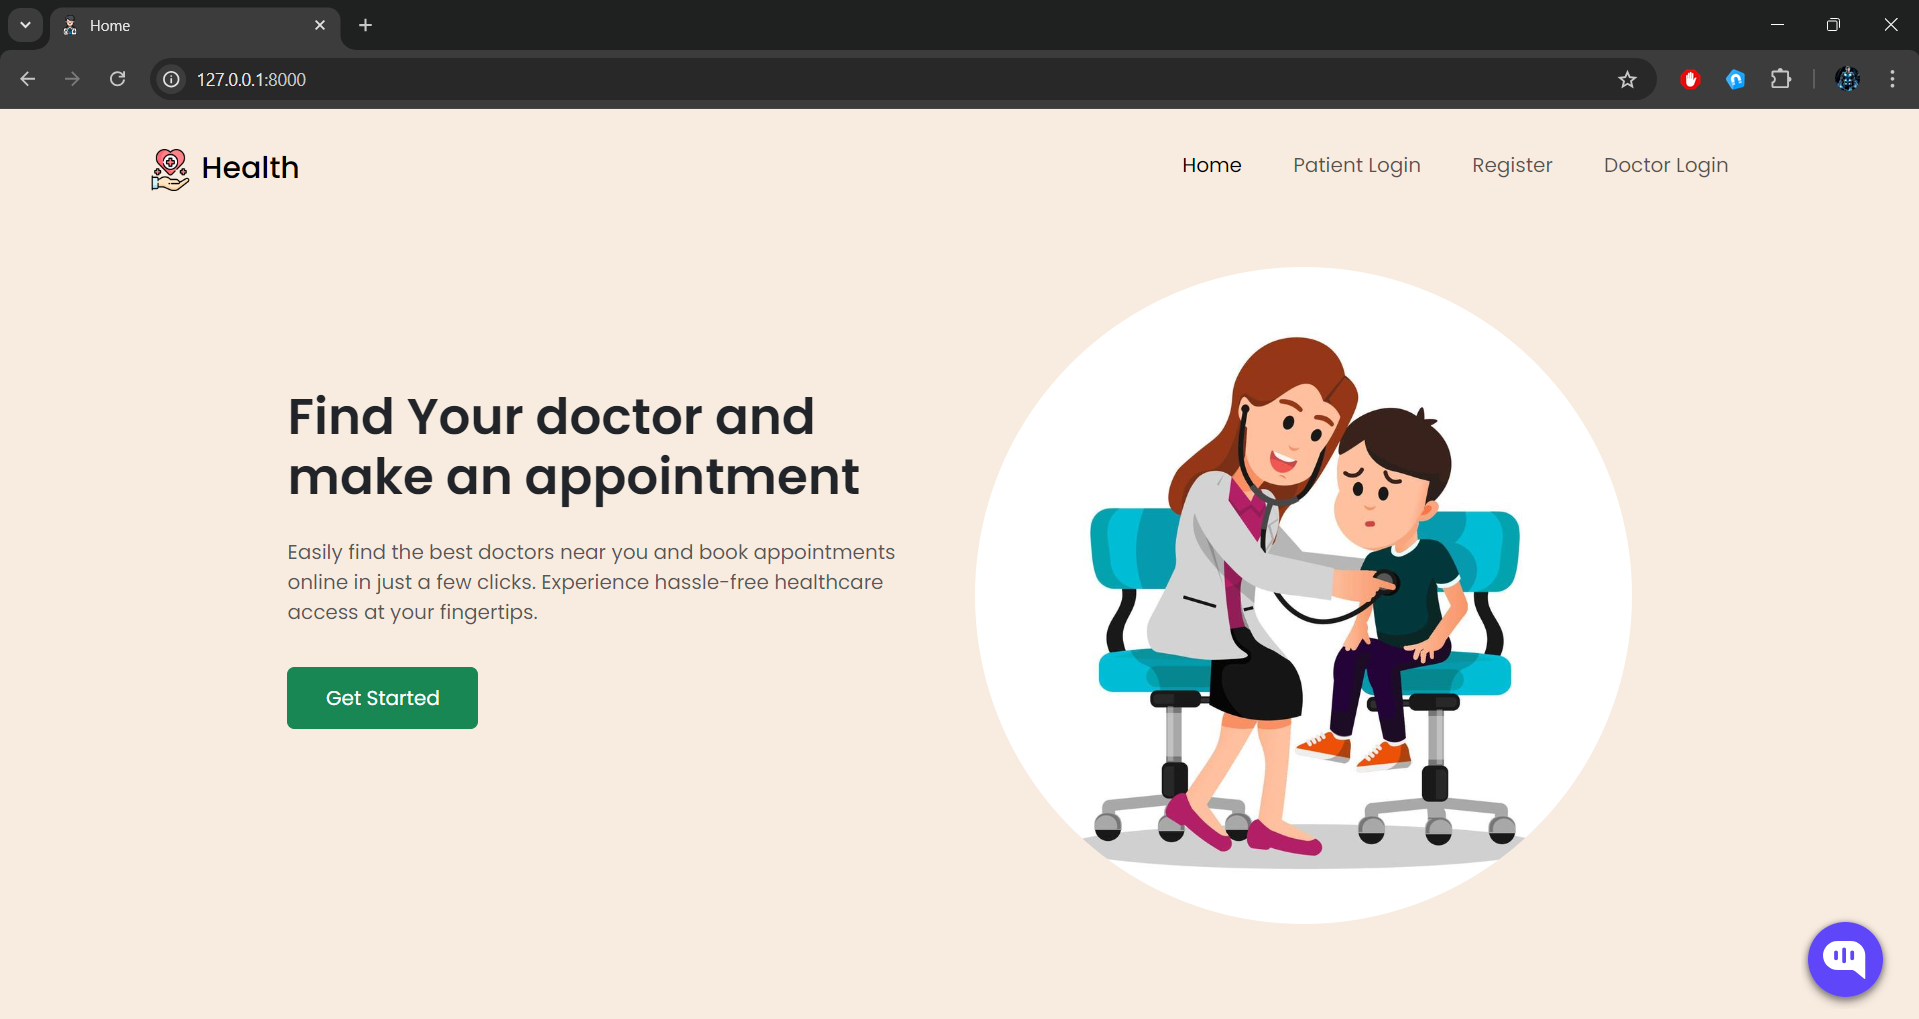 Home
127.0.0.1:8000
Health
Home
Patient Login
Register
Doctor Login
Find Your doctor and
make an appointment
Easily find the best doctors near you and book appointments
online in just a few clicks. Experience hassle-free healthcare
access at your fingertips.
Get Started